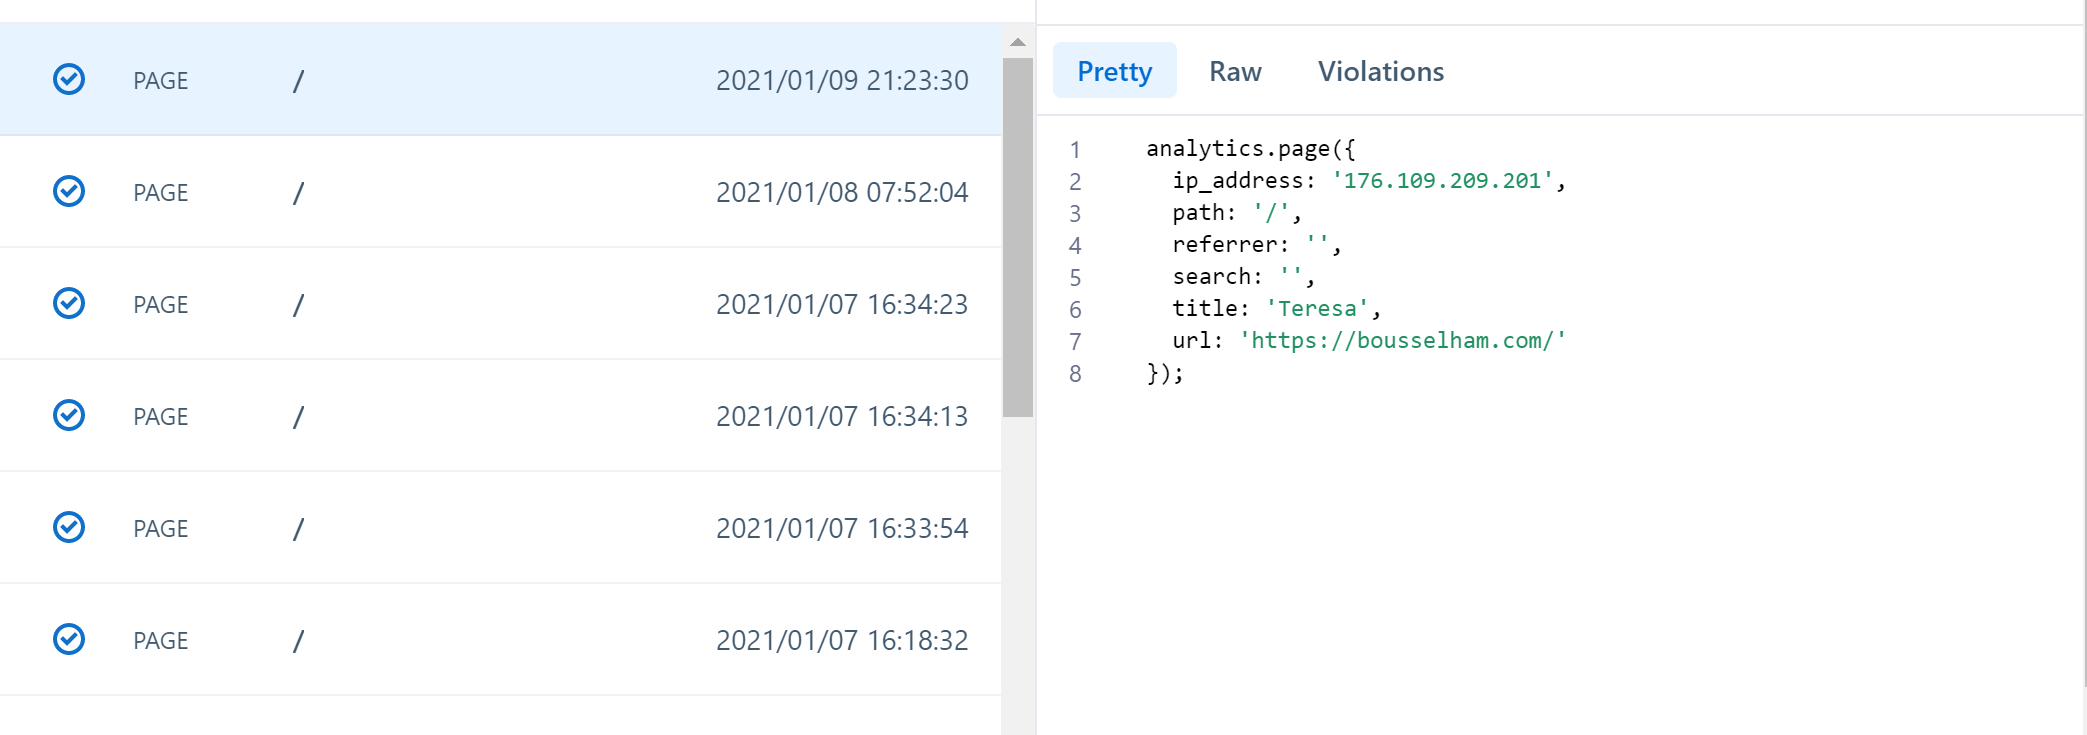 PAGE / 2021/01/09 21:23:30
PAGE / 2021/01/08 07:52:04
PAGE / 2021/01/07 16:34:23
PAGE / 2021/01/07 16:34:13
PAGE / 2021/01/07 16:33:54
PAGE / 2021/01/07 16:18:32
Pretty Raw Violations
1 analytics.page({
2 ip_address: '176.109.209.201',
3 path: '/',
4 referrer: '',
5 search: '',
6 title: 'Teresa',
7 url: 'https://bousselham.com/'
8 });